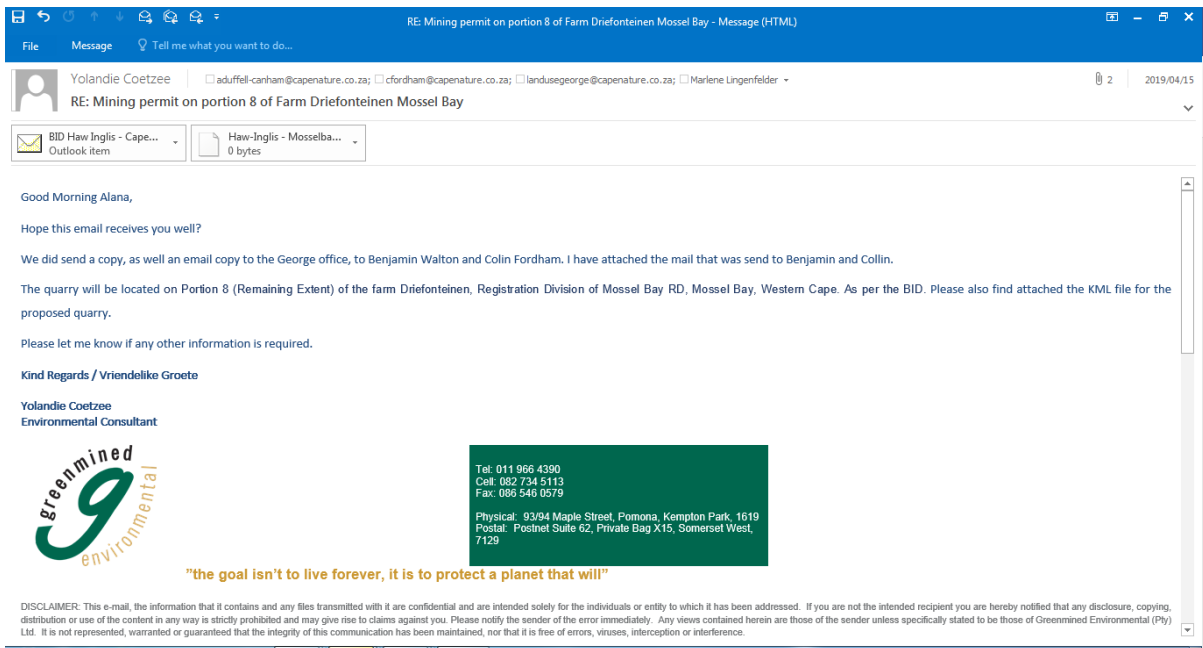 RE: Mining permit on portion 8 of Farm Driefonteinen Mossel Bay - Message (HTML)
File Message Tell me what you want to do...
Yolandie Coetzee aduffell-canham@capenature.co.za; cfordham@capenature.co.za; landusegeorge@capenature.co.za; Marlene Lingenfelder 2 2019/04/15
RE: Mining permit on portion 8 of Farm Driefonteinen Mossel Bay
BID Haw Inglis - Cape... Haw-Inglis - Mosselba...
Outlook item 0 bytes
Good Morning Alana,
Hope this email receives you well?
We did send a copy, as well an email copy to the George office, to Benjamin Walton and Colin Fordham. I have attached the mail that was send to Benjamin and Collin.
The quarry will be located on Portion 8 (Remaining Extent) of the farm Driefonteinen, Registration Division of Mossel Bay RD, Mossel Bay, Western Cape. As per the BID. Please also find attached the KML file for the
proposed quarry.
Please let me know if any other information is required.
Kind Regards / Vriendelike Groete
Yolandie Coetzee
Environmental Consultant
greenmined
environmental
Tel: 011 966 4390
Cell: 082 734 5113
Fax: 086 546 0579
Physical: 93/94 Maple Street, Pomona, Kempton Park, 1619
Postal: Postnet Suite 62, Private Bag X15, Somerset West,
7129
"the goal isn't to live forever, it is to protect a planet that will"
DISCLAIMER: This e-mail, the information that it contains and any files transmitted with it are confidential and are intended solely for the individuals or entity to which it has been addressed. If you are not the intended recipient you are hereby notified that any disclosure, copying,
distribution or use of the content in any way is strictly prohibited and may give rise to claims against you. Please notify the sender of the error immediately. Any views contained herein are those of the sender unless specifically stated to be those of Greenmined Environmental (Pty)
Ltd. It is not represented, warranted or guaranteed that the integrity of this communication has been maintained, nor that it is free of errors, viruses, interception or interference.